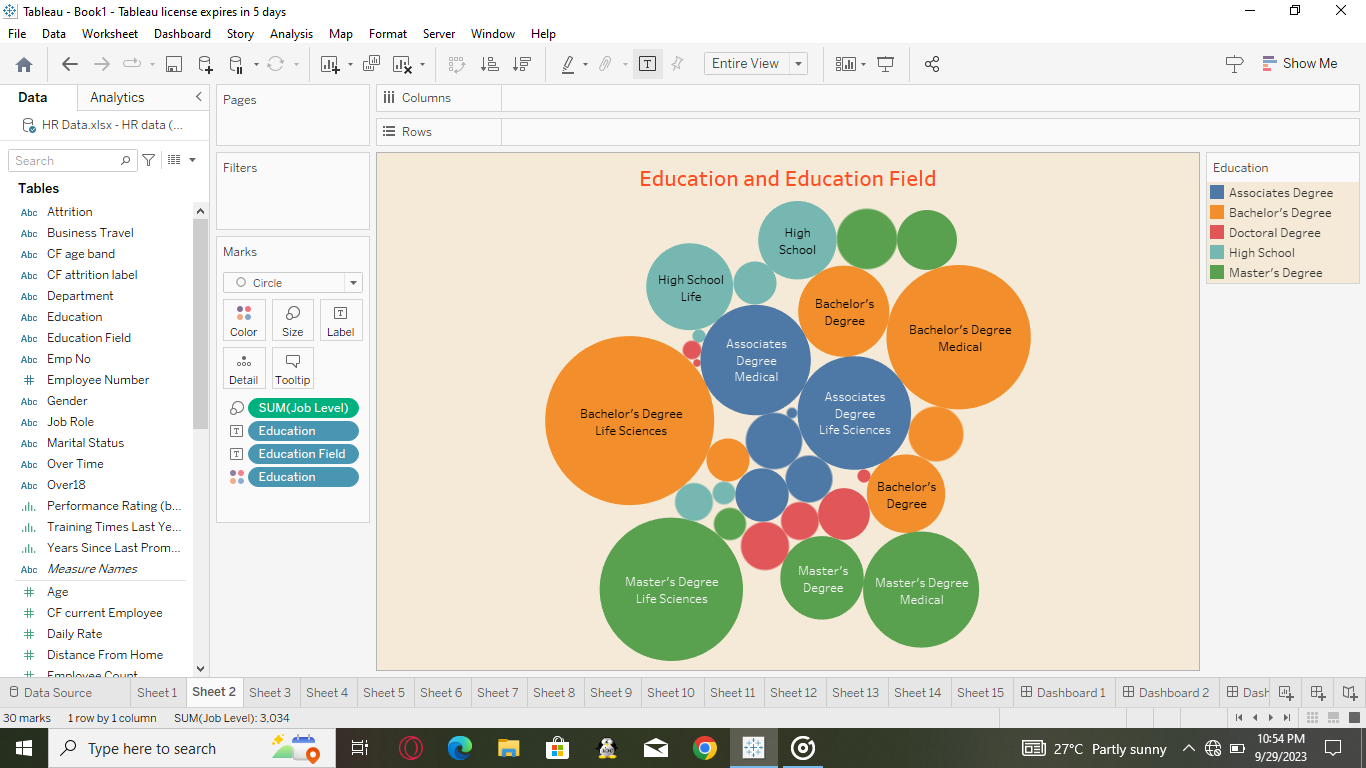 Tableau - Book1 - Tableau license expires in 5 days
File Data Worksheet Dashboard Story Analysis Map Format Server Window Help
Entire View
Show Me
Data
Analytics
HR Data.xlsx - HR data (...
Search
Tables
Abc Attrition
Abc Business Travel
Abc CF age band
Abc CF attrition label
Abc Department
Abc Education
Abc Education Field
Abc Emp No
# Employee Number
Abc Gender
Abc Job Role
Abc Marital Status
Abc Over Time
Abc Over18
Performance Rating (b...
Training Times Last Ye...
Years Since Last Prom...
Abc Measure Names
# Age
# CF current Employee
# Daily Rate
# Distance From Home
# Employee Count
Pages
Filters
Marks
Circle
Color
Size
Label
Detail
Tooltip
SUM(Job Level)
Education
Education Field
Education
Columns
Rows
Education and Education Field
High
School
High School
Life
Bachelor's
Degree
Bachelor's Degree
Medical
Associates
Degree
Medical
Associates
Degree
Life Sciences
Bachelor's Degree
Life Sciences
Bachelor's
Degree
Master's Degree
Life Sciences
Master's
Degree
Master's Degree
Medical
Education
Associates Degree
Bachelor's Degree
Doctoral Degree
High School
Master's Degree
Data Source Sheet 1 Sheet 2 Sheet 3 Sheet 4 Sheet 5 Sheet 6 Sheet 7 Sheet 8 Sheet 9 Sheet 10 Sheet 11 Sheet 12 Sheet 13 Sheet 14 Sheet 15 Dashboard 1 Dashboard 2 Dash
30 marks 1 row by 1 column SUM(Job Level): 3,034
Type here to search
27°C Partly sunny
10:54 PM
9/29/2023